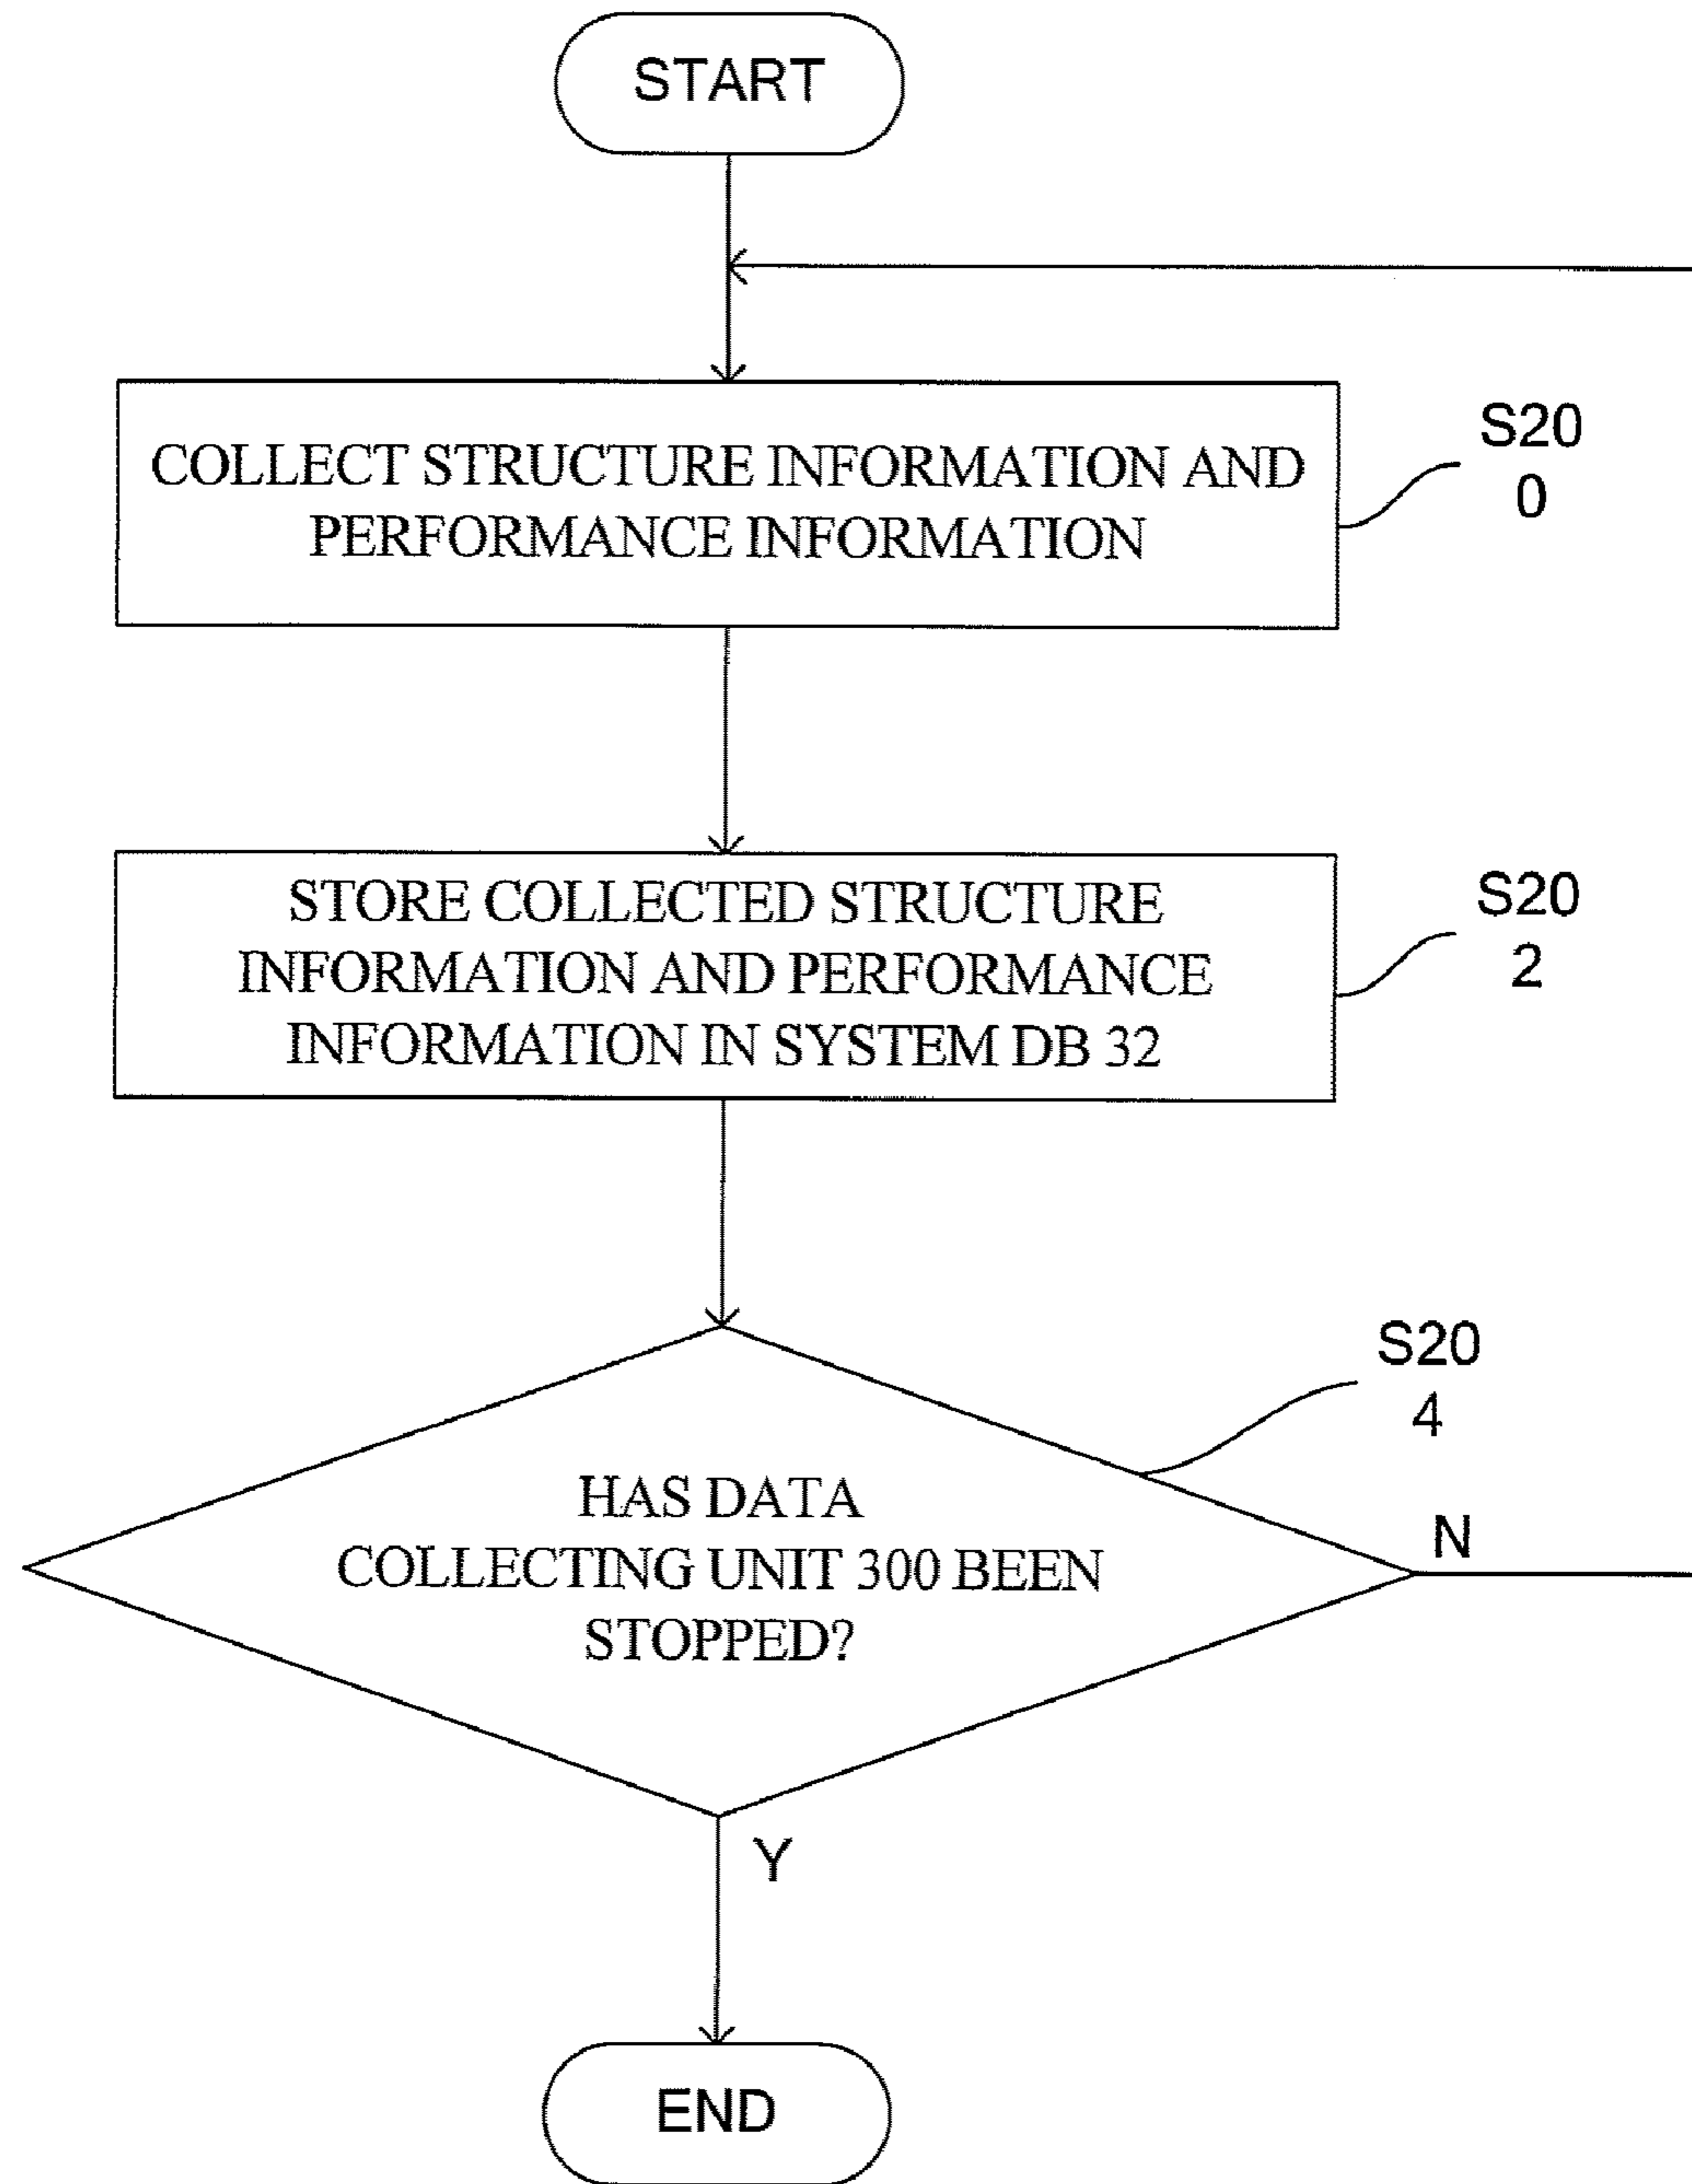 START
COLLECT STRUCTURE INFORMATION AND
PERFORMANCE INFORMATION
S20
0
STORE COLLECTED STRUCTURE
INFORMATION AND PERFORMANCE
INFORMATION IN SYSTEM DB 32
S20
2
S20
4
HAS DATA
COLLECTING UNIT 300 BEEN
STOPPED?
N
Y
END